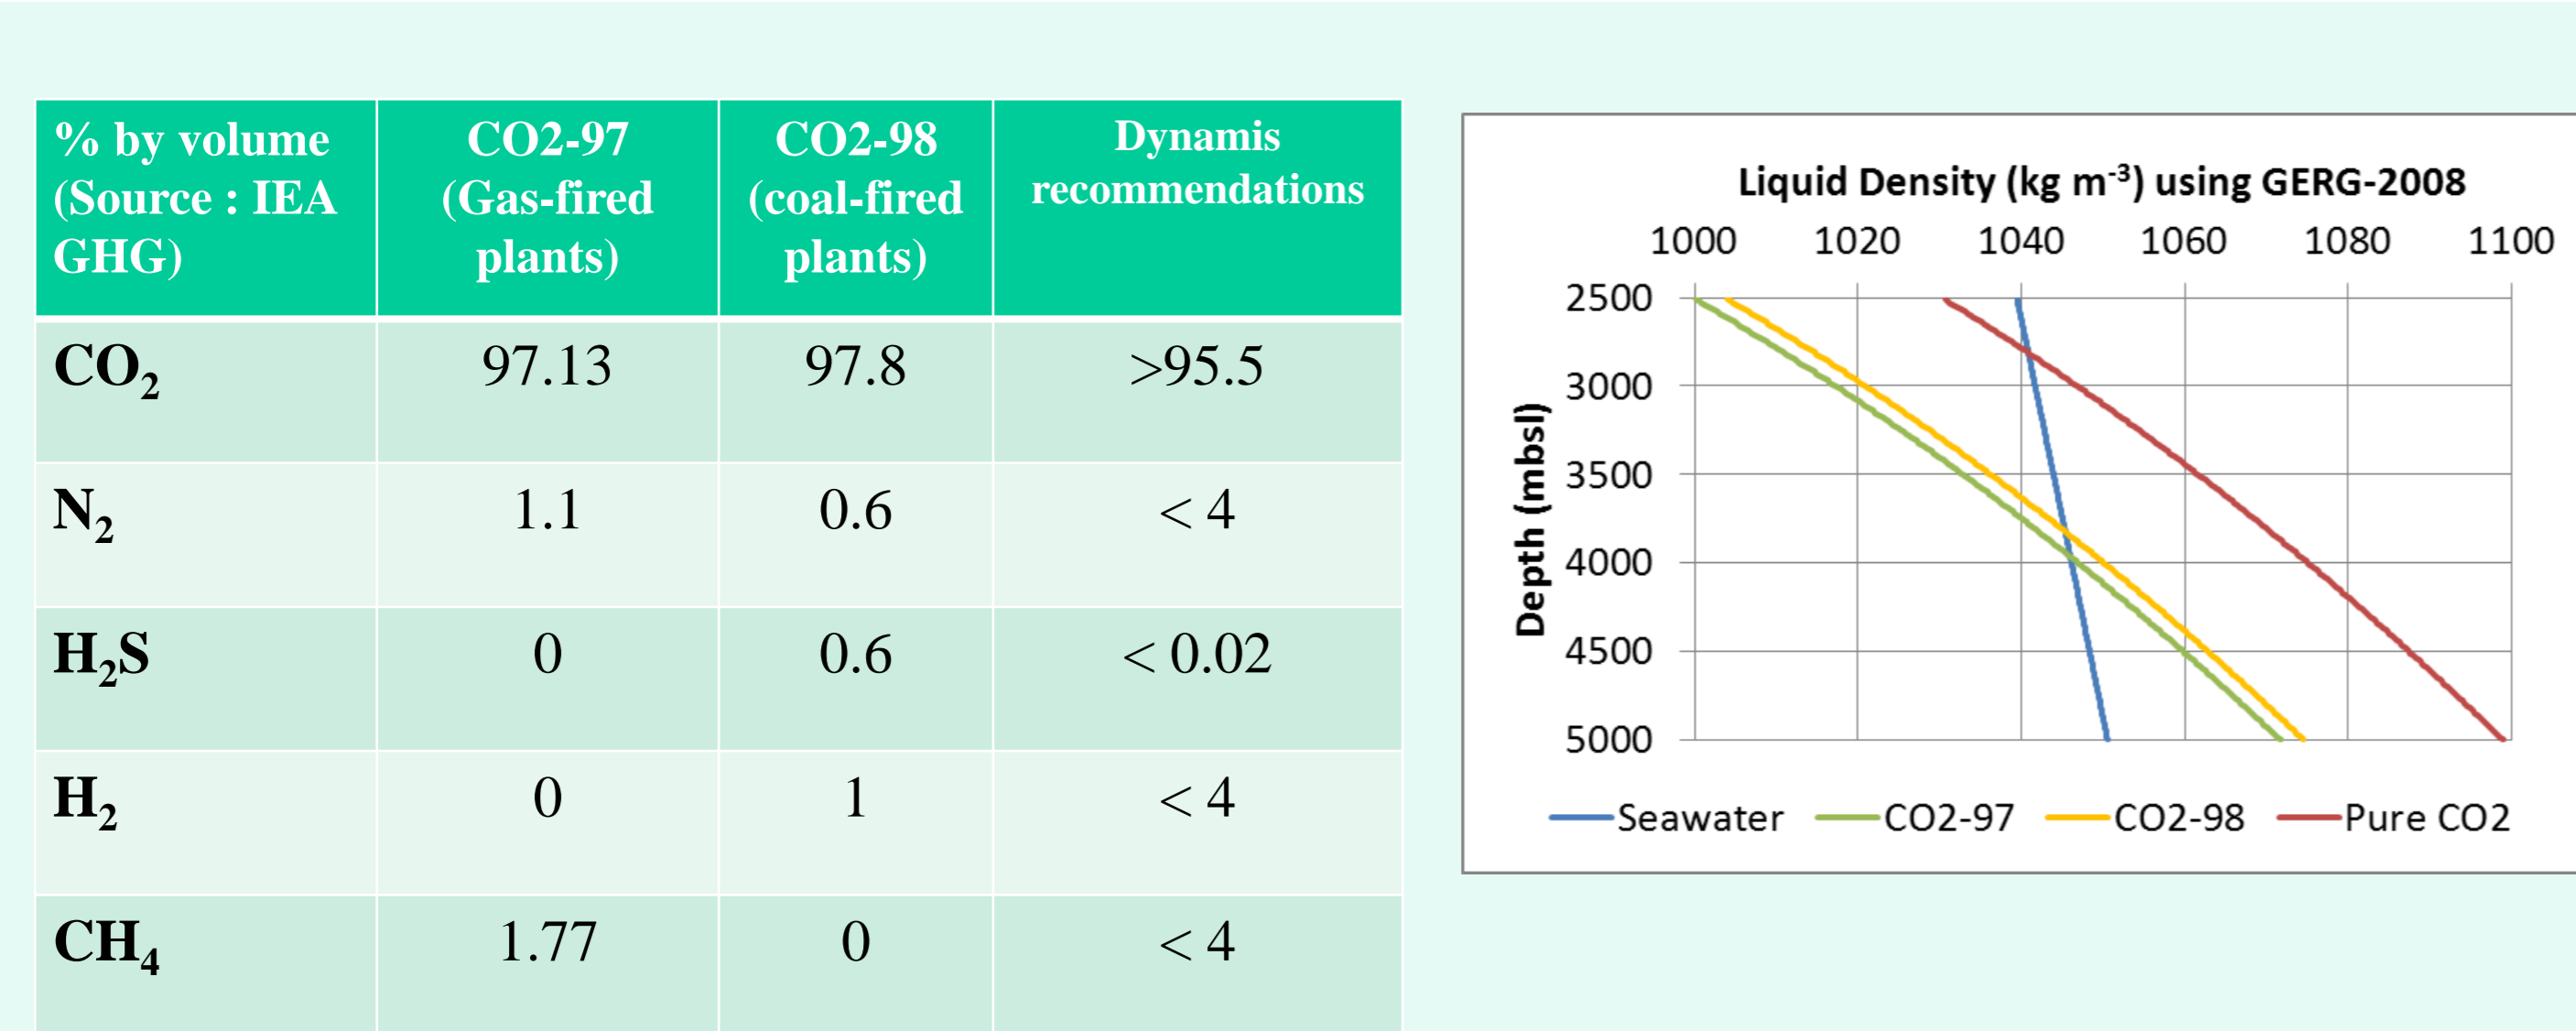 % by volume (Source : IEA GHG) CO2-97 (Gas-fired plants) CO2-98 (coal-fired plants) Dynamis recommendations
CO₂ 97.13 97.8 >95.5
N₂ 1.1 0.6 < 4
H₂S 0 0.6 < 0.02
H₂ 0 1 < 4
CH₄ 1.77 0 < 4
Liquid Density (kg m⁻³) using GERG-2008
1000 1020 1040 1060 1080 1100
Depth (mbsl)
2500
3000
3500
4000
4500
5000
Seawater CO2-97 CO2-98 Pure CO2